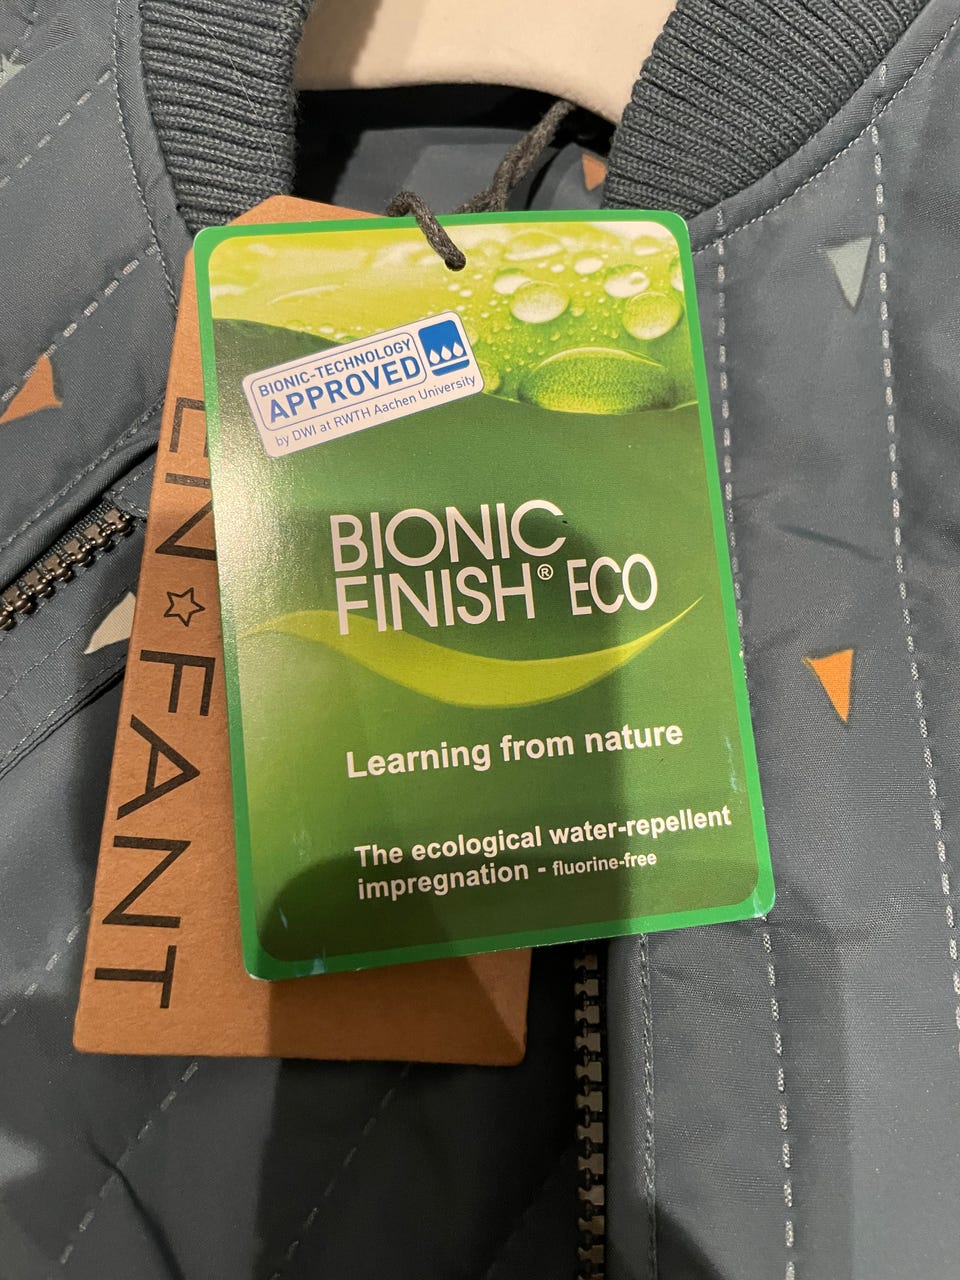 BIONIC-TECHNOLOGY
APPROVED
by DWI at RWTH Aachen University
BIONIC
FINISH® ECO
Learning from nature
The ecological water-repellent
impregnation - fluorine-free
EN☆FANT